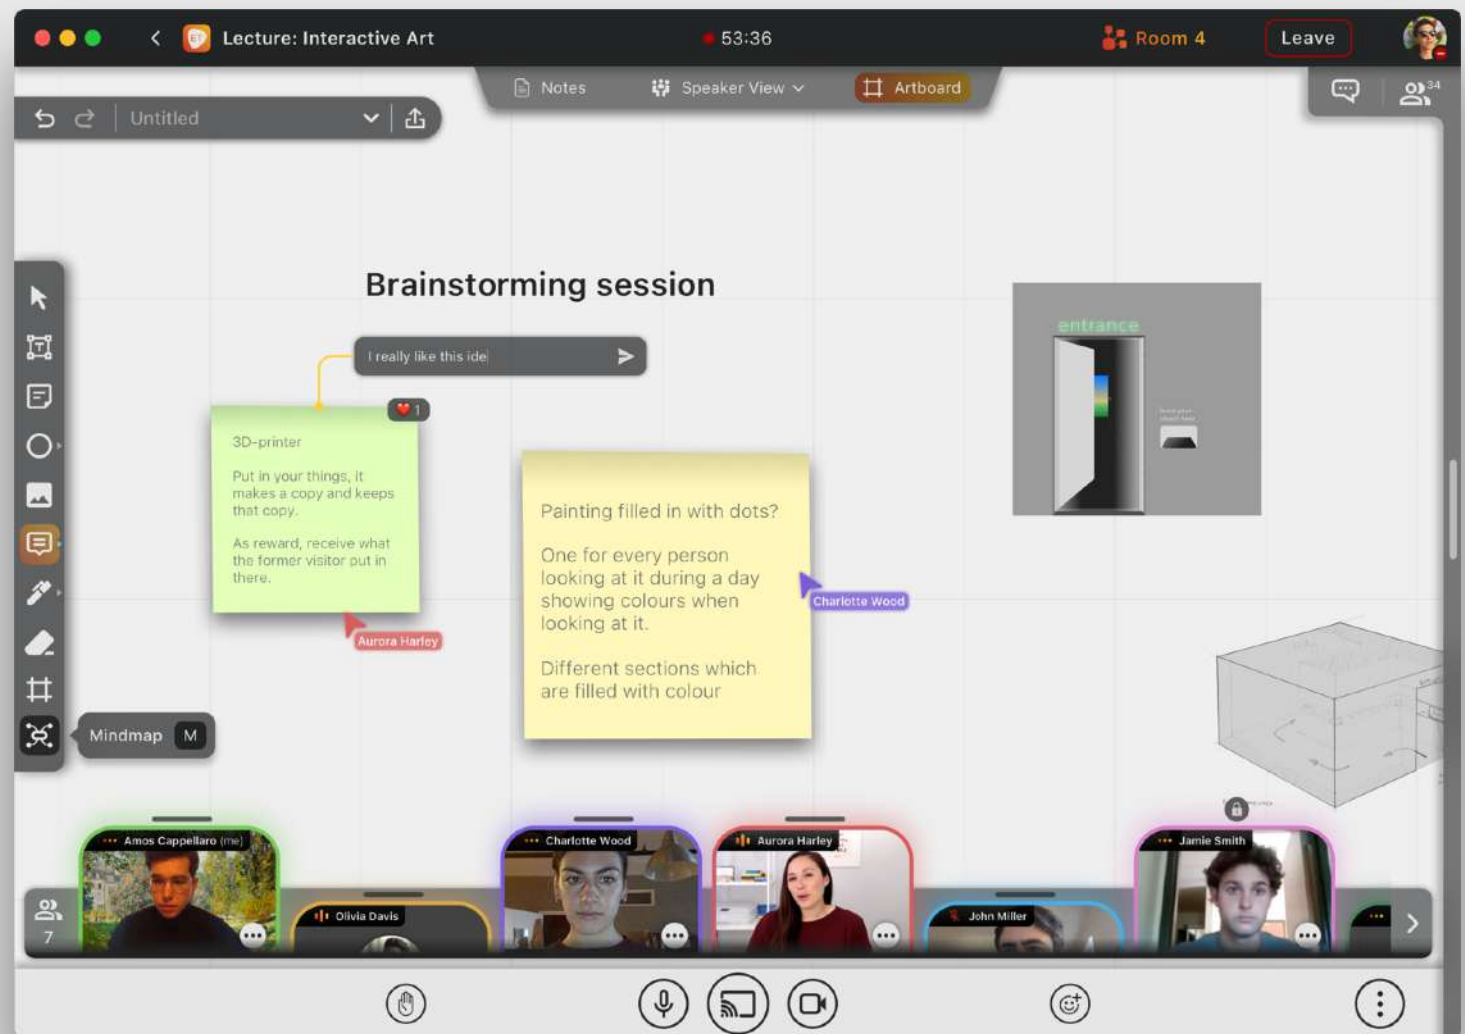 Lecture: Interactive Art
53:36
Room 4
Leave
Notes
Speaker View
Artboard
34
Untitled
Brainstorming session
I really like this ide
1
3D-printer
Put in your things, it
makes a copy and keeps
that copy.
As reward, receive what
the former visitor put in
there.
Aurora Harley
Painting filled in with dots?
One for every person
looking at it during a day
showing colours when
looking at it.
Different sections which
are filled with colour
Charlotte Wood
entrance
Mindmap M
Amos Cappellaro (me)
Olivia Davis
Charlotte Wood
Aurora Harley
John Miller
Jamie Smith
7